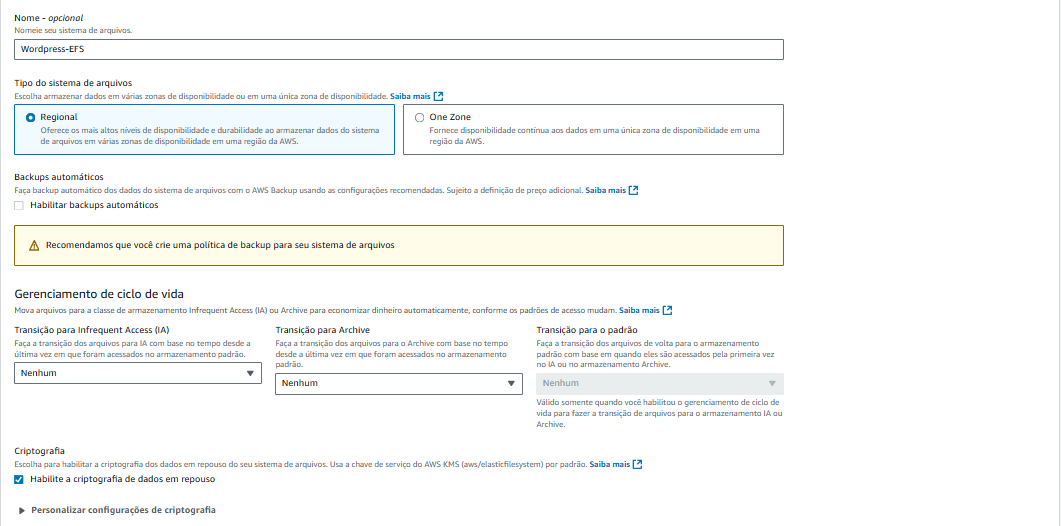 Nome - opcional
Nomeie seu sistema de arquivos.
Wordpress-EFS
Tipo do sistema de arquivos
Escolha armazenar dados em várias zonas de disponibilidade ou em uma única zona de disponibilidade. Saiba mais
Regional
Oferece os mais altos níveis de disponibilidade e durabilidade ao armazenar dados do sistema
de arquivos em várias zonas de disponibilidade em uma região da AWS.
One Zone
Fornece disponibilidade contínua aos dados em uma única zona de disponibilidade em uma
região da AWS.
Backups automáticos
Faça backup automático dos dados do sistema de arquivos com o AWS Backup usando as configurações recomendadas. Sujeito a definição de preço adicional. Saiba mais
Habilitar backups automáticos
Recomendamos que você crie uma política de backup para seu sistema de arquivos
Gerenciamento de ciclo de vida
Mova arquivos para a classe de armazenamento Infrequent Access (IA) ou Archive para economizar dinheiro automaticamente, conforme os padrões de acesso mudam. Saiba mais
Transição para Infrequent Access (IA)
Faça a transição dos arquivos para IA com base no tempo desde a
última vez em que foram acessados no armazenamento padrão.
Nenhum
Transição para Archive
Faça a transição dos arquivos para o Archive com base no tempo
desde a última vez em que foram acessados no armazenamento
padrão.
Nenhum
Transição para o padrão
Faça a transição dos arquivos de volta para o armazenamento
padrão com base em quando eles são acessados pela primeira vez
no IA ou no armazenamento Archive.
Nenhum
Válido somente quando você habilitou o gerenciamento de ciclo de
vida para fazer a transição de arquivos para o armazenamento IA ou
Archive.
Criptografia
Escolha para habilitar a criptografia dos dados em repouso do seu sistema de arquivos. Usa a chave de serviço do AWS KMS (aws/elasticfilesystem) por padrão. Saiba mais
Habilite a criptografia de dados em repouso
Personalizar configurações de criptografia